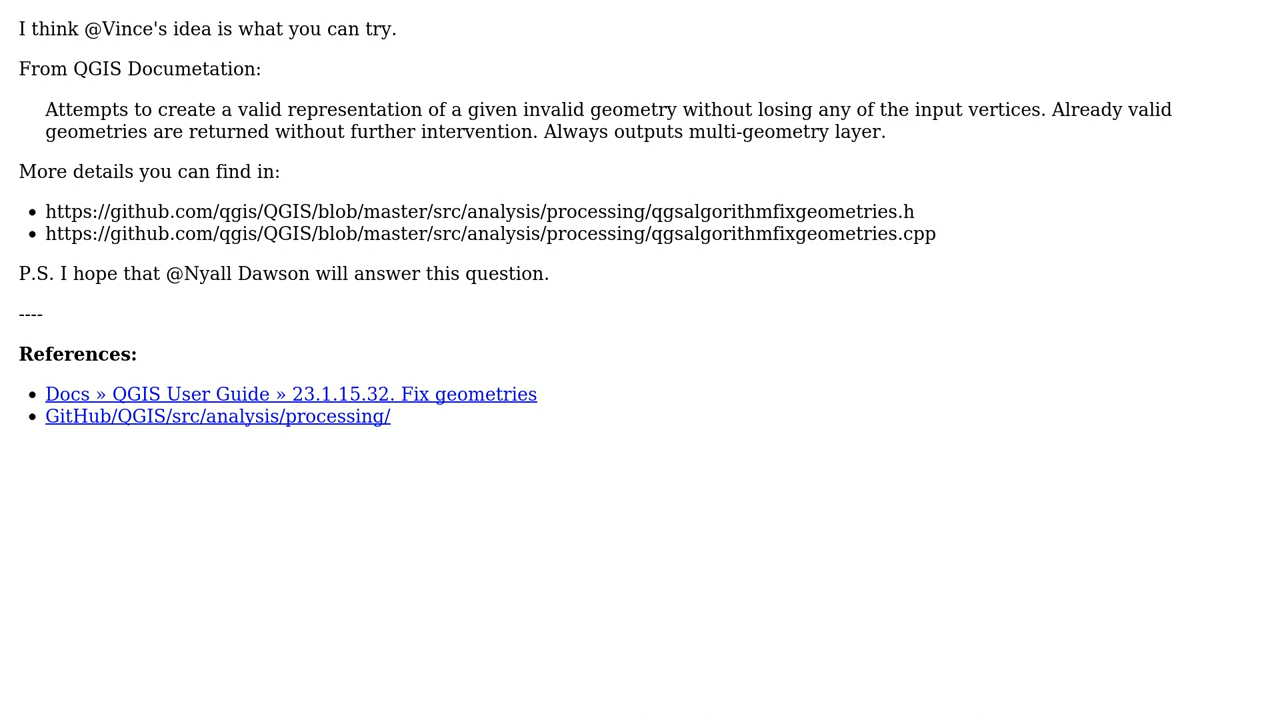 I think @Vince's idea is what you can try.
From QGIS Documetation:
Attempts to create a valid representation of a given invalid geometry without losing any of the input vertices. Already valid
geometries are returned without further intervention. Always outputs multi-geometry layer.
More details you can find in:
• https://github.com/qgis/QGIS/blob/master/src/analysis/processing/qgsalgorithmfixgeometries.h
• https://github.com/qgis/QGIS/blob/master/src/analysis/processing/qgsalgorithmfixgeometries.cpp
P.S. I hope that @Nyall Dawson will answer this question.
----
References:
• Docs » QGIS User Guide » 23.1.15.32. Fix geometries
• GitHub/QGIS/src/analysis/processing/